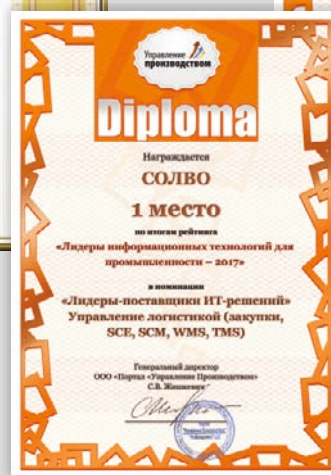 Управление
производством
Diploma
Награждается
СОЛВО
1 место
по итогам рейтинга
«Лидеры информационных технологий для
промышленности – 2017»
в номинации
«Лидеры-поставщики ИТ-решений»
Управление логистикой (закупки,
SCE, SCM, WMS, TMS)
Генеральный директор
ООО «Портал «Управление Производством»
С.В. Жишкевич